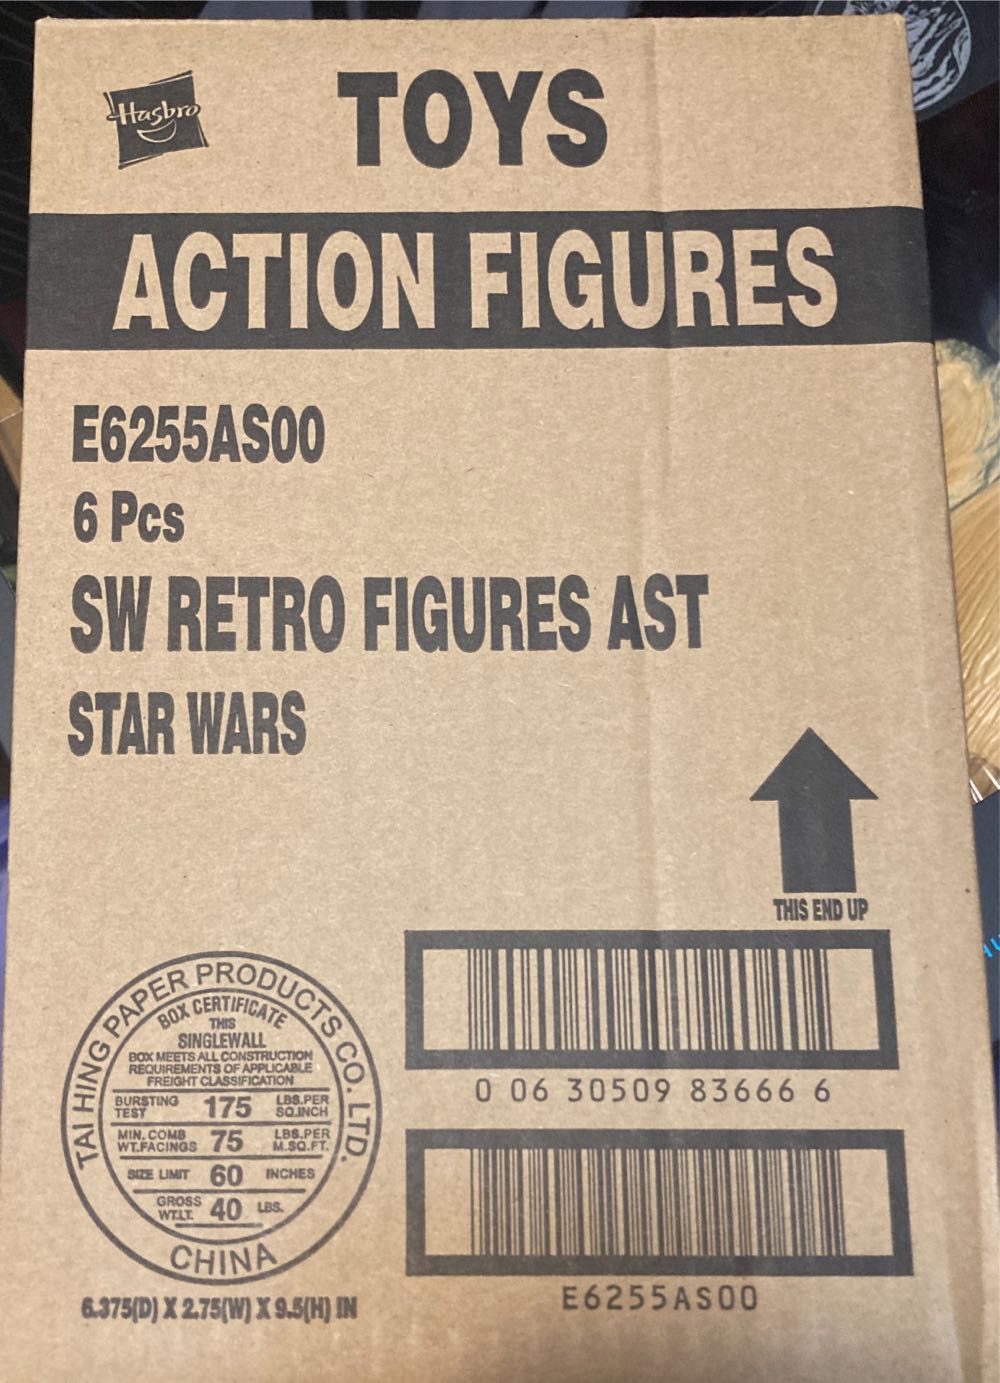 Hasbro
TOYS
ACTION FIGURES
E6255AS00
6 Pcs
SW RETRO FIGURES AST
STAR WARS
THIS END UP
TAI HING PAPER PRODUCTS CO. LTD.
BOX CERTIFICATE
THIS
SINGLEWALL
BOX MEETS ALL CONSTRUCTION
REQUIREMENTS OF APPLICABLE
FREIGHT CLASSIFICATION
BURSTING TEST 175 LBS.PER SQ.INCH
MIN. COMB WT.FACINGS 75 LBS.PER M.SQ.FT.
SIZE LIMIT 60 INCHES
GROSS WT.LT. 40 LBS.
CHINA
6.375(D) X 2.75(W) X 9.5(H) IN
0 06 30509 83666 6
E6255AS00